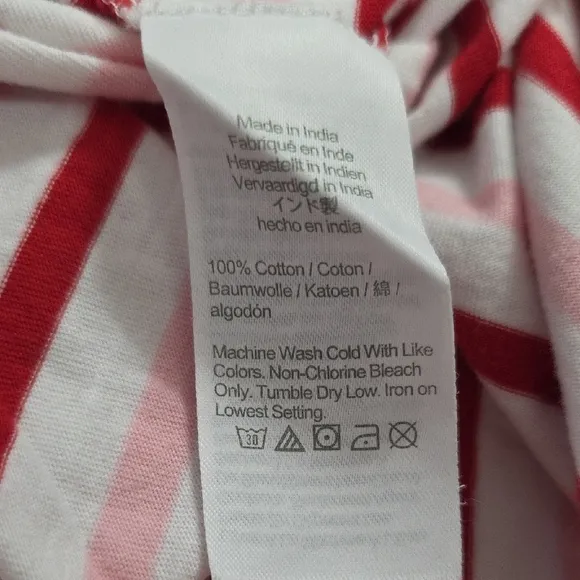 Made in India
Fabriqué en Inde
Hergestellt in Indien
Vervaardigd in India
インド製
hecho en india
100% Cotton / Coton /
Baumwolle / Katoen / 綿 /
algodón
Machine Wash Cold With Like
Colors. Non-Chlorine Bleach
Only. Tumble Dry Low. Iron on
Lowest Setting.
30